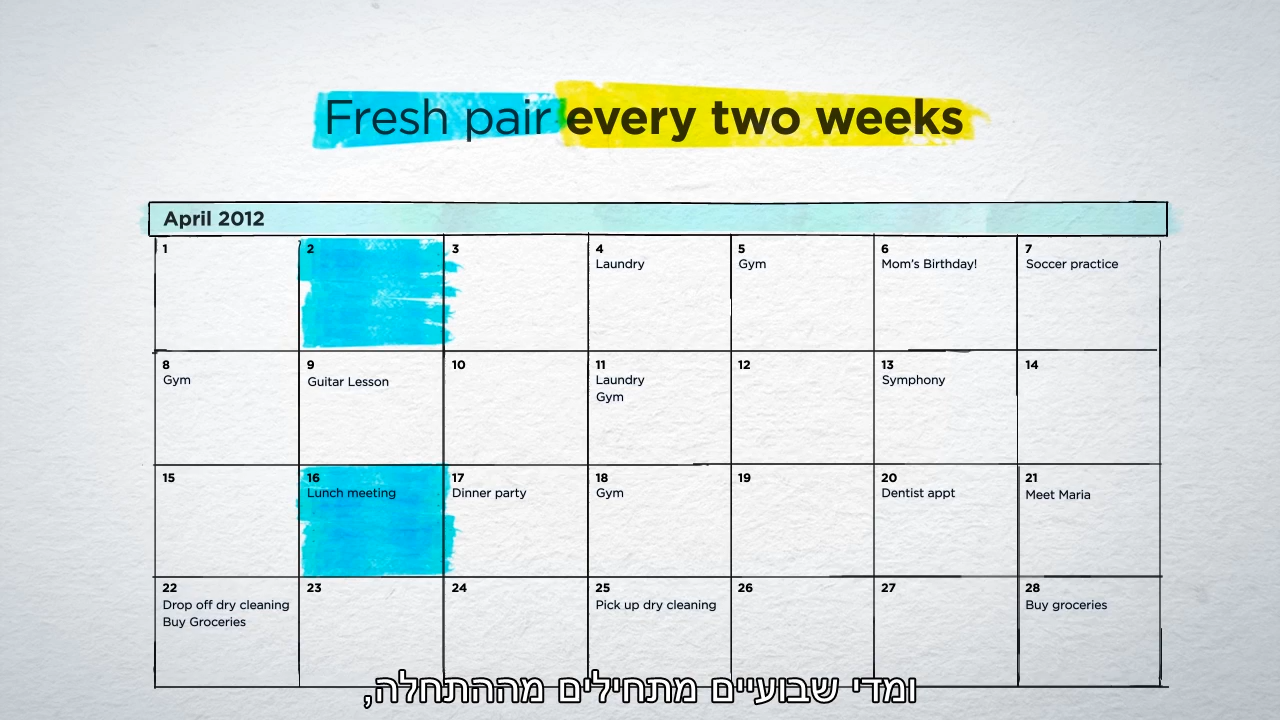 Fresh pair every two weeks
April 2012
1
2
3
4
Laundry
5
Gym
6
Mom's Birthday!
7
Soccer practice
8
Gym
9
Guitar Lesson
10
11
Laundry
Gym
12
13
Symphony
14
15
16
Lunch meeting
17
Dinner party
18
Gym
19
20
Dentist appt
21
Meet Maria
22
Drop off dry cleaning
Buy Groceries
23
24
25
Pick up dry cleaning
26
27
28
Buy groceries
ומדי שבועיים מתחילים מההתחלה,